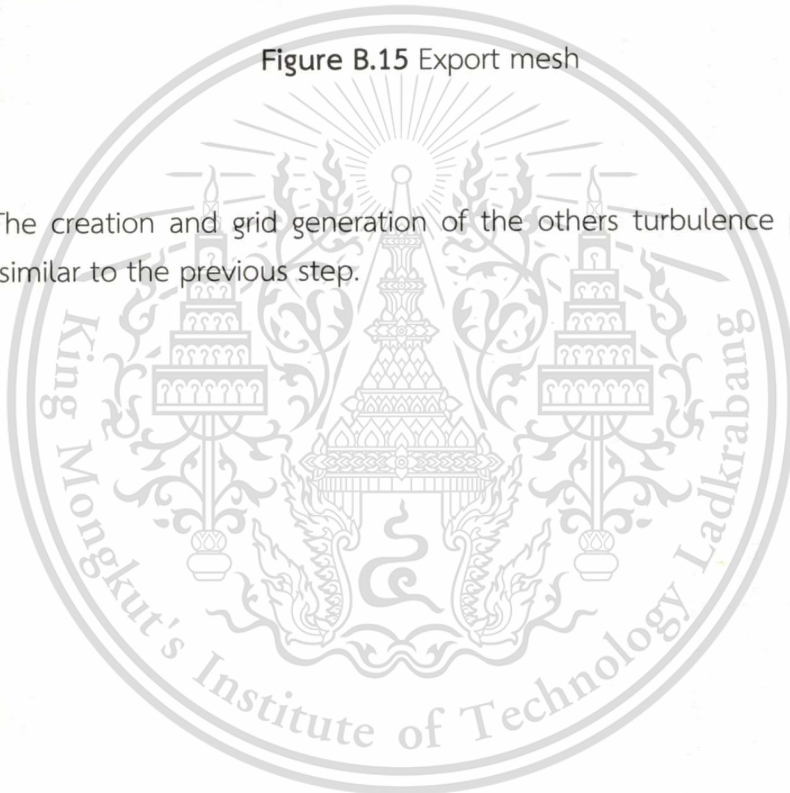 Figure B.15 Export mesh
The creation and grid generation of the others turbulence
similar to the previous step.
King Mongkut's Institute of Technology Ladkrabang